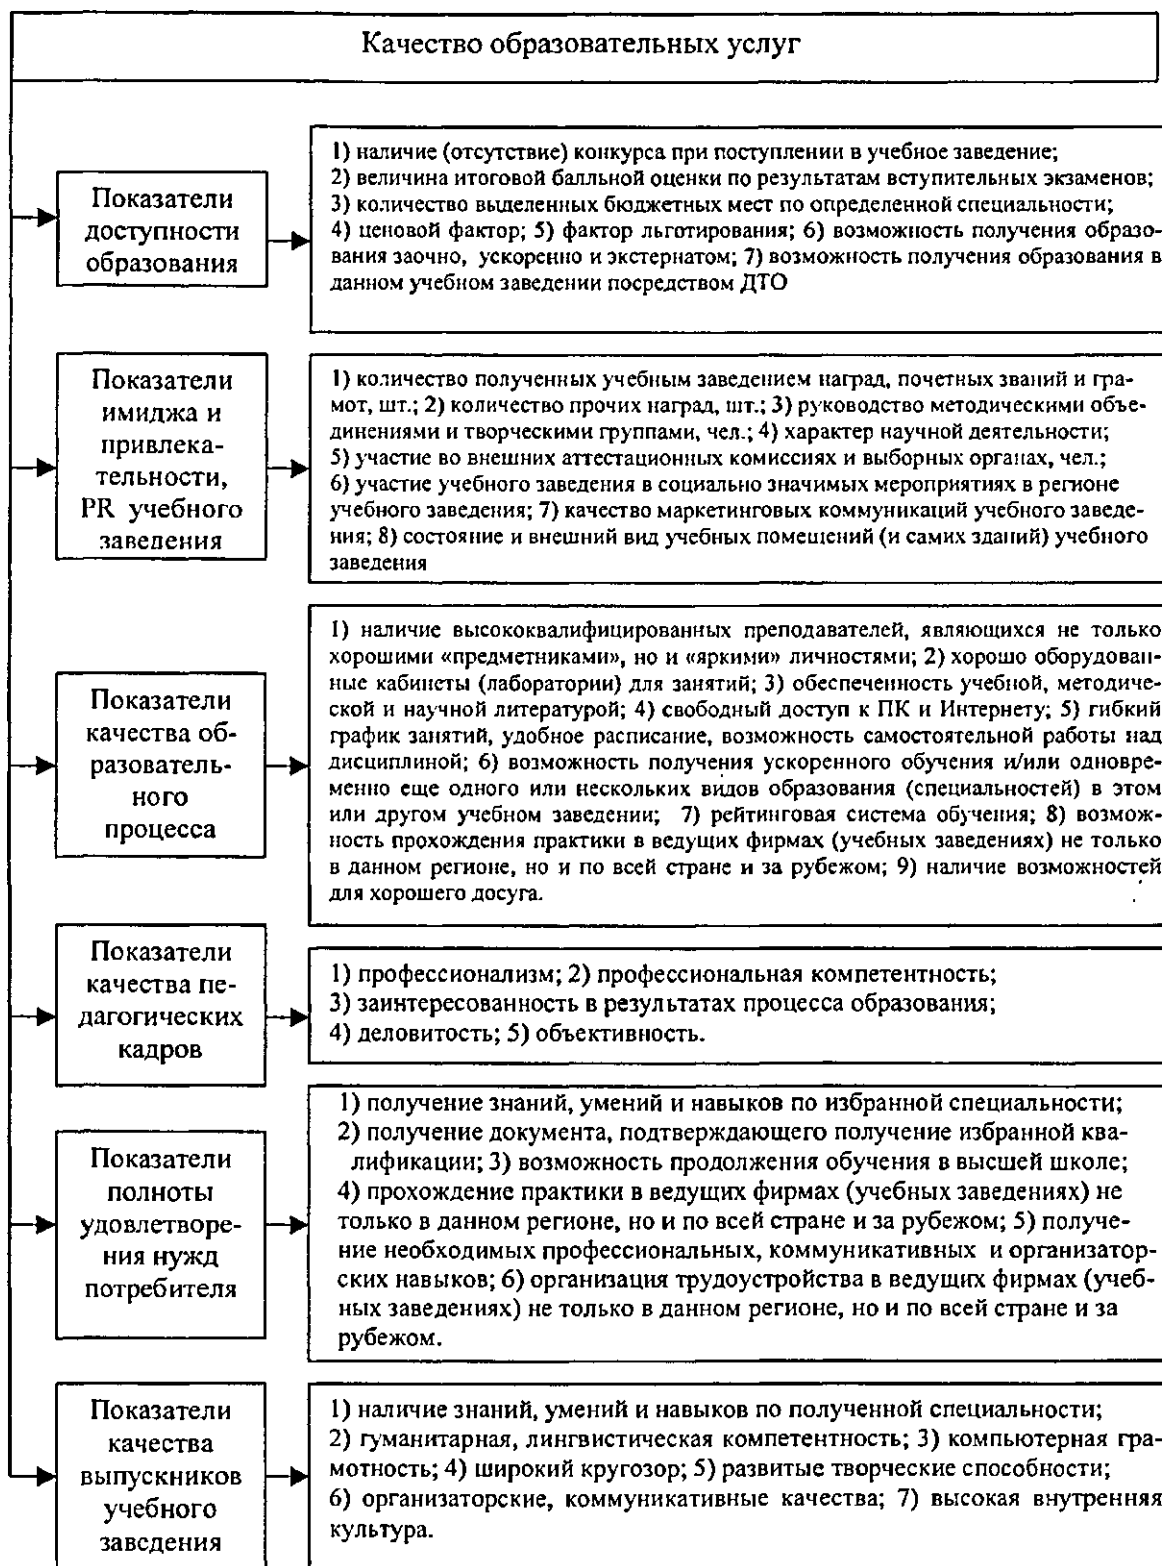 Качество образовательных услуг
Показатели
доступности
образования
1) наличие (отсутствие) конкурса при поступлении в учебное заведение;
2) величина итоговой балльной оценки по результатам вступительных экзаменов;
3) количество выделенных бюджетных мест по определенной специальности;
4) ценовой фактор; 5) фактор льготирования; 6) возможность получения образо-
вания заочно, ускоренно и экстернатом; 7) возможность получения образования в
данном учебном заведении посредством ДТО
Показатели
имиджа и
привлека-
тельности,
PR учебного
заведения
1) количество полученных учебным заведением наград, почетных званий и гра-
мот, шт.; 2) количество прочих наград, шт.; 3) руководство методическими объ-
единениями и творческими группами, чел.; 4) характер научной деятельности;
5) участие во внешних аттестационных комиссиях и выборных органах, чел.;
6) участие учебного заведения в социально значимых мероприятиях в регионе
учебного заведения; 7) качество маркетинговых коммуникаций учебного заведе-
ния; 8) состояние и внешний вид учебных помещений (и самих зданий) учебного
заведения
Показатели
качества об-
разователь-
ного
процесса
1) наличие высококвалифицированных преподавателей, являющихся не только
хорошими «предметниками», но и «яркими» личностями; 2) хорошо оборудован-
ные кабинеты (лаборатории) для занятий; 3) обеспеченность учебной, методиче-
ской и научной литературой; 4) свободный доступ к ПК и Интернету; 5) гибкий
график занятий, удобное расписание, возможность самостоятельной работы над
дисциплиной; 6) возможность получения ускоренного обучения и/или одновре-
менно еще одного или нескольких видов образования (специальностей) в этом
или другом учебном заведении; 7) рейтинговая система обучения; 8) возмож-
ность прохождения практики в ведущих фирмах (учебных заведениях) не только
в данном регионе, но и по всей стране и за рубежом; 9) наличие возможностей
для хорошего досуга.
Показатели
качества пе-
дагогических
кадров
1) профессионализм; 2) профессиональная компетентность;
3) заинтересованность в результатах процесса образования;
4) деловитость; 5) объективность.
Показатели
полноты
удовлетворе-
ния нужд
потребителя
1) получение знаний, умений и навыков по избранной специальности;
2) получение документа, подтверждающего получение избранной ква-
лификации; 3) возможность продолжения обучения в высшей школе;
4) прохождение практики в ведущих фирмах (учебных заведениях) не
только в данном регионе, но и по всей стране и за рубежом; 5) получе-
ние необходимых профессиональных, коммуникативных и организатор-
ских навыков; 6) организация трудоустройства в ведущих фирмах (учеб-
ных заведениях) не только в данном регионе, но и по всей стране и за
рубежом.
Показатели
качества
выпускников
учебного
заведения
1) наличие знаний, умений и навыков по полученной специальности;
2) гуманитарная, лингвистическая компетентность; 3) компьютерная гра-
мотность; 4) широкий кругозор; 5) развитые творческие способности;
6) организаторские, коммуникативные качества; 7) высокая внутренняя
культура.